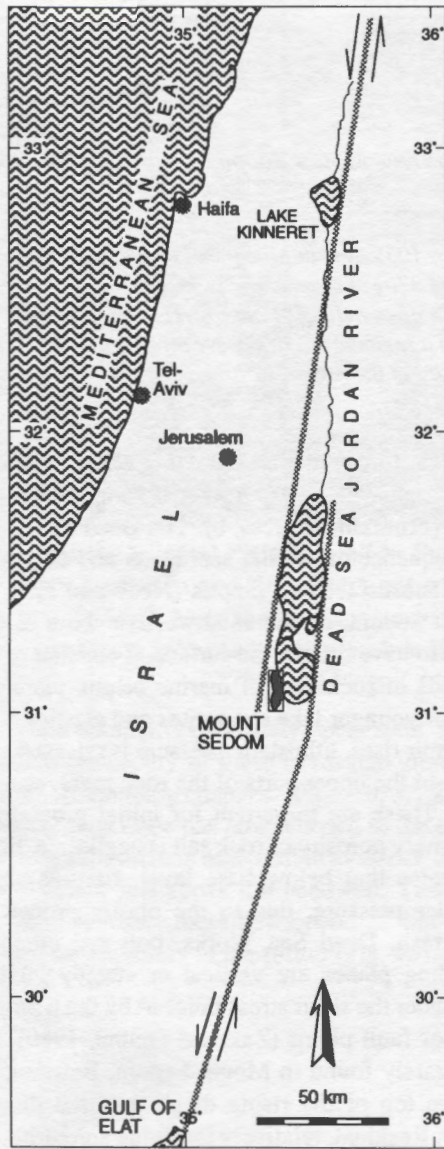 35°
36°
33°
33°
MEDITERRANEAN SEA
Haifa
LAKE
KINNERET
JORDAN RIVER
Tel-
Aviv
32°
32°
Jerusalem
ISRAEL
DEAD SEA
31°
31°
MOUNT
SEDOM
30°
30°
50 km
GULF OF
ELAT
35°
36°